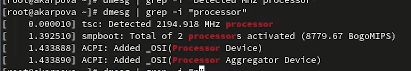 [root@akarpova ~]# dmesg | grep -i "Detected MHz processor"
[root@akarpova ~]# dmesg | grep -i "processor"
[    0.000010] tsc: Detected 2194.918 MHz processor
[    1.392510] smpboot: Total of 2 processors activated (8779.67 BogoMIPS)
[    1.433888] ACPI: Added _OSI(Processor Device)
[    1.433890] ACPI: Added _OSI(Processor Aggregator Device)